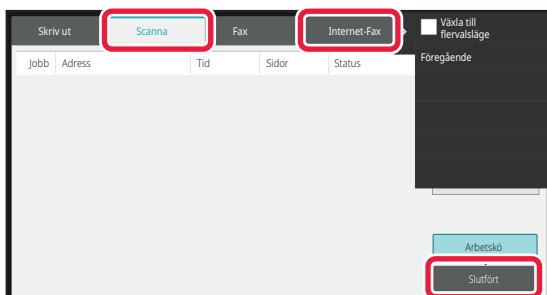 Skriv ut Scanna Fax Internet-Fax
Växla till
flervalsläge
Föregående
Jobb Adress Tid Sidor Status
Arbetskö
Slutfört